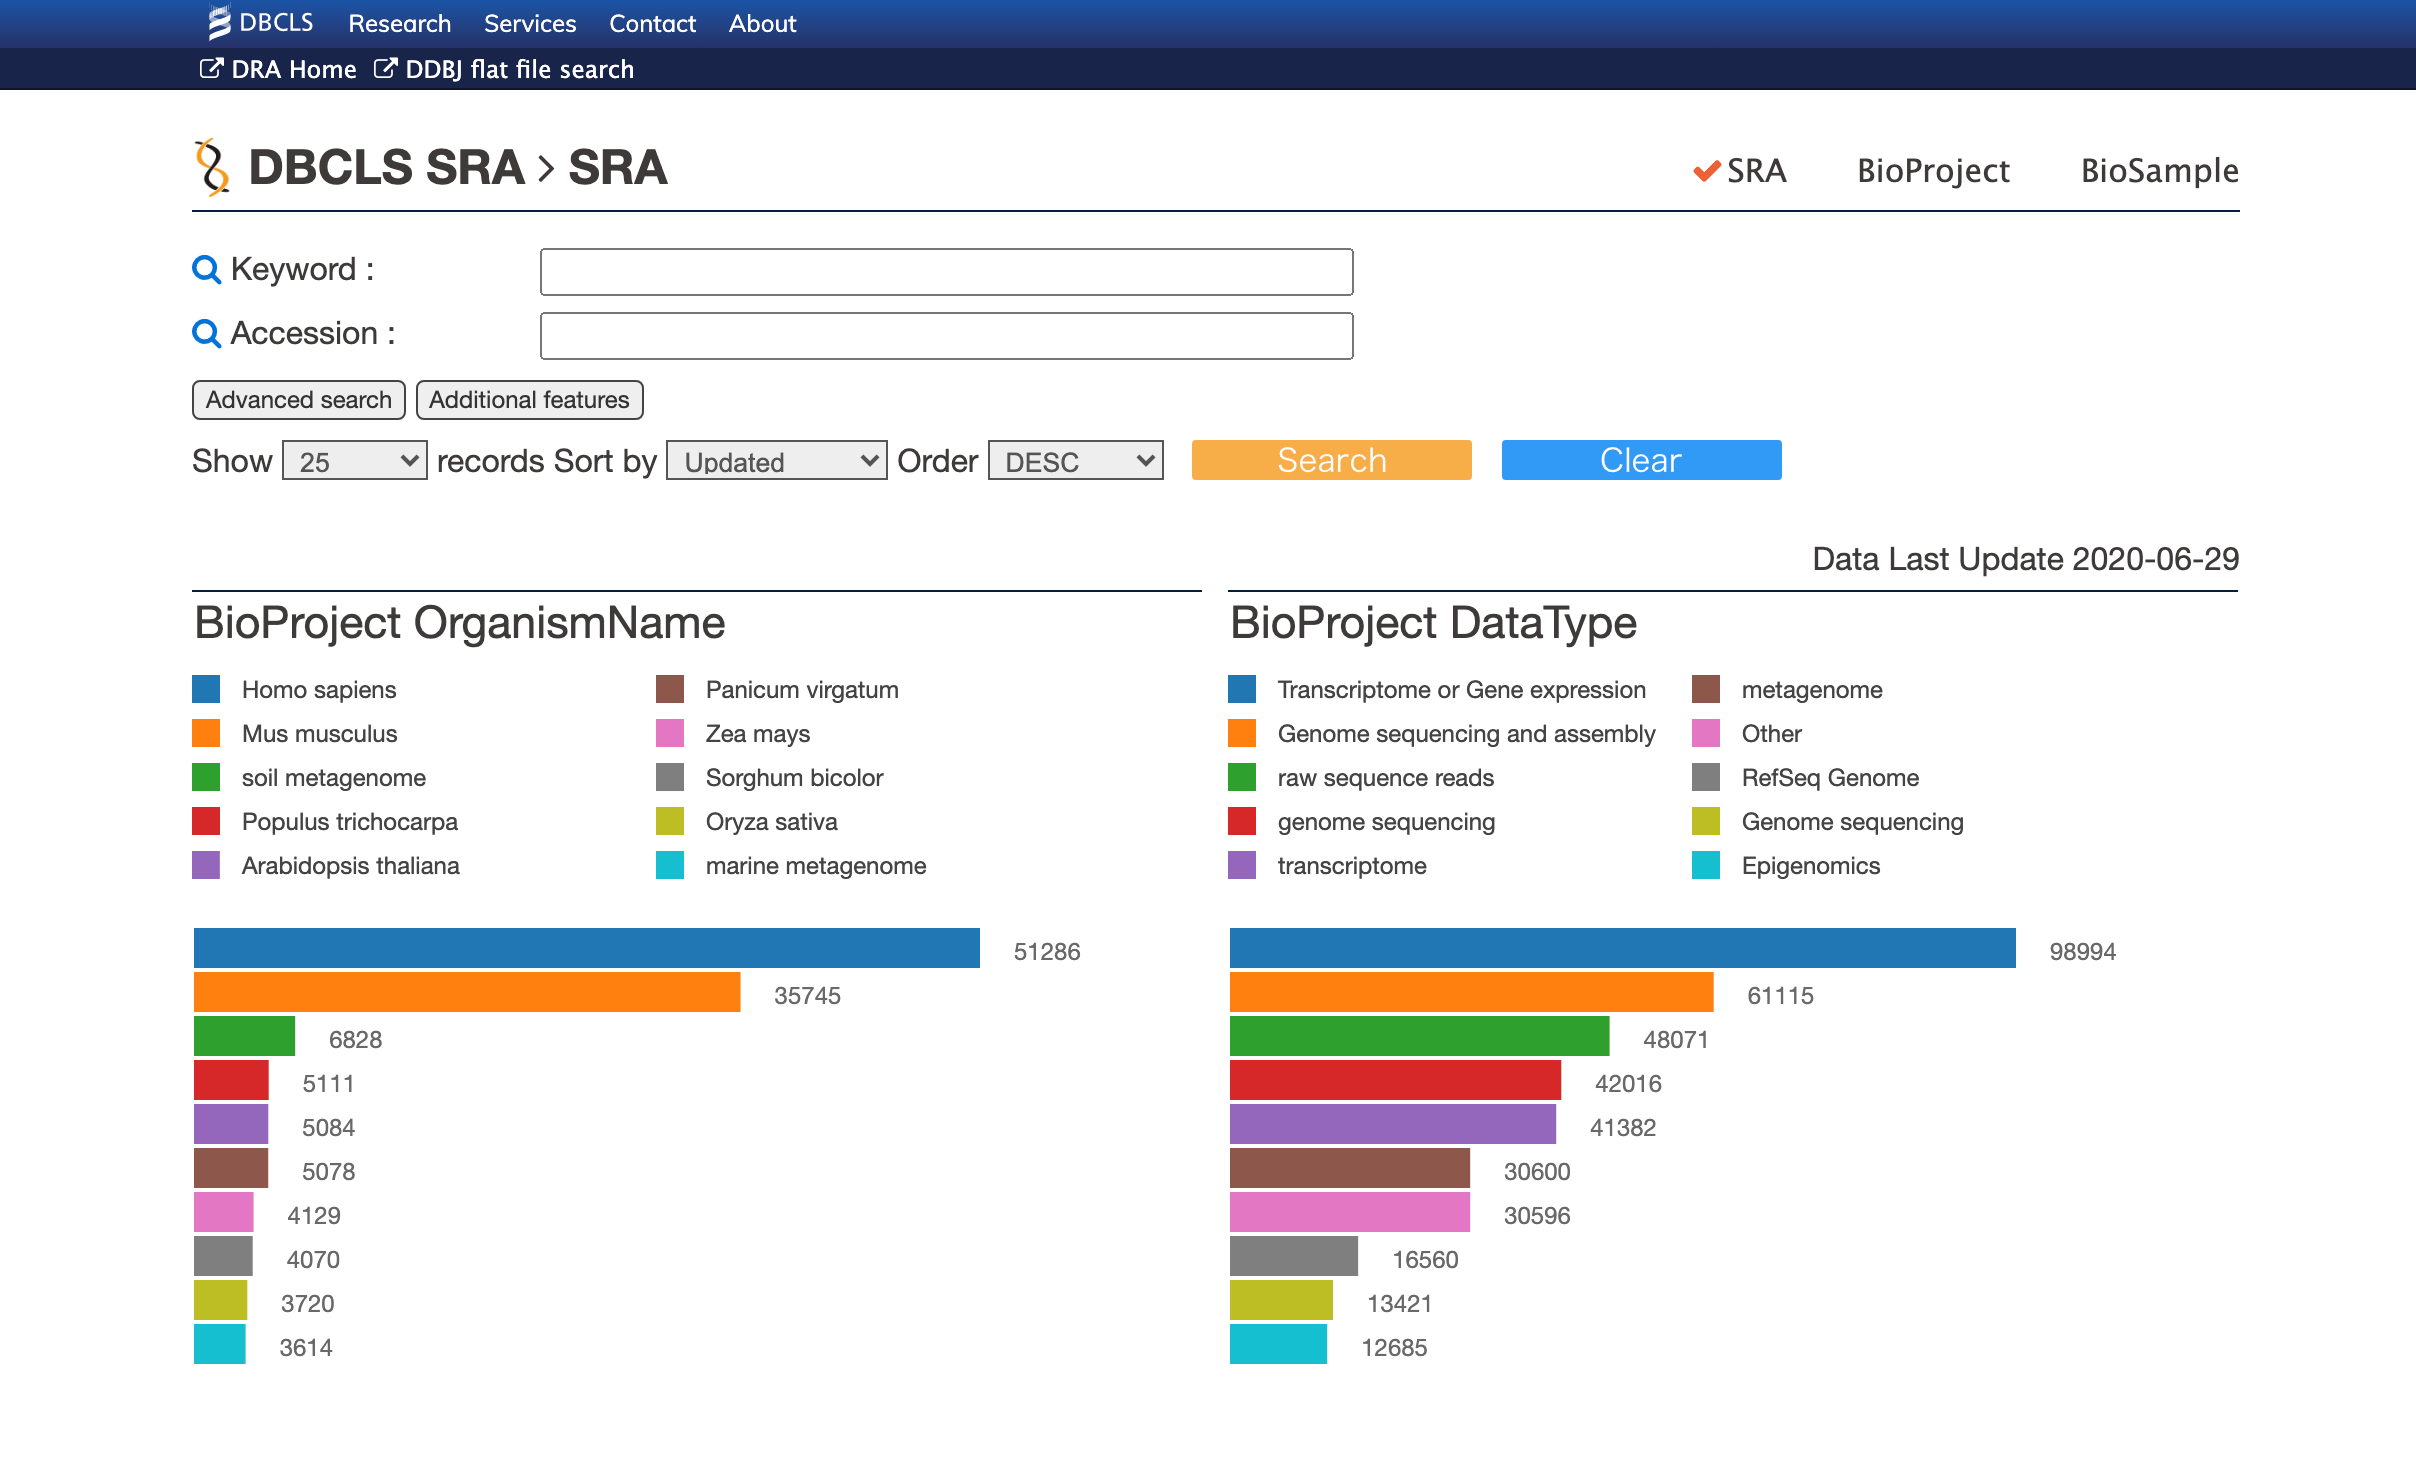 DBCLS Research Services Contact About
DRA Home DDBJ flat file search
DBCLS SRA > SRA
SRA BioProject BioSample
Keyword :
Accession :
Advanced search Additional features
Show 25 records Sort by Updated Order DESC Search Clear
Data Last Update 2020-06-29
BioProject OrganismName
Homo sapiens Panicum virgatum
Mus musculus Zea mays
soil metagenome Sorghum bicolor
Populus trichocarpa Oryza sativa
Arabidopsis thaliana marine metagenome
51286
35745
6828
5111
5084
5078
4129
4070
3720
3614
BioProject DataType
Transcriptome or Gene expression metagenome
Genome sequencing and assembly Other
raw sequence reads RefSeq Genome
genome sequencing Genome sequencing
transcriptome Epigenomics
98994
61115
48071
42016
41382
30600
30596
16560
13421
12685